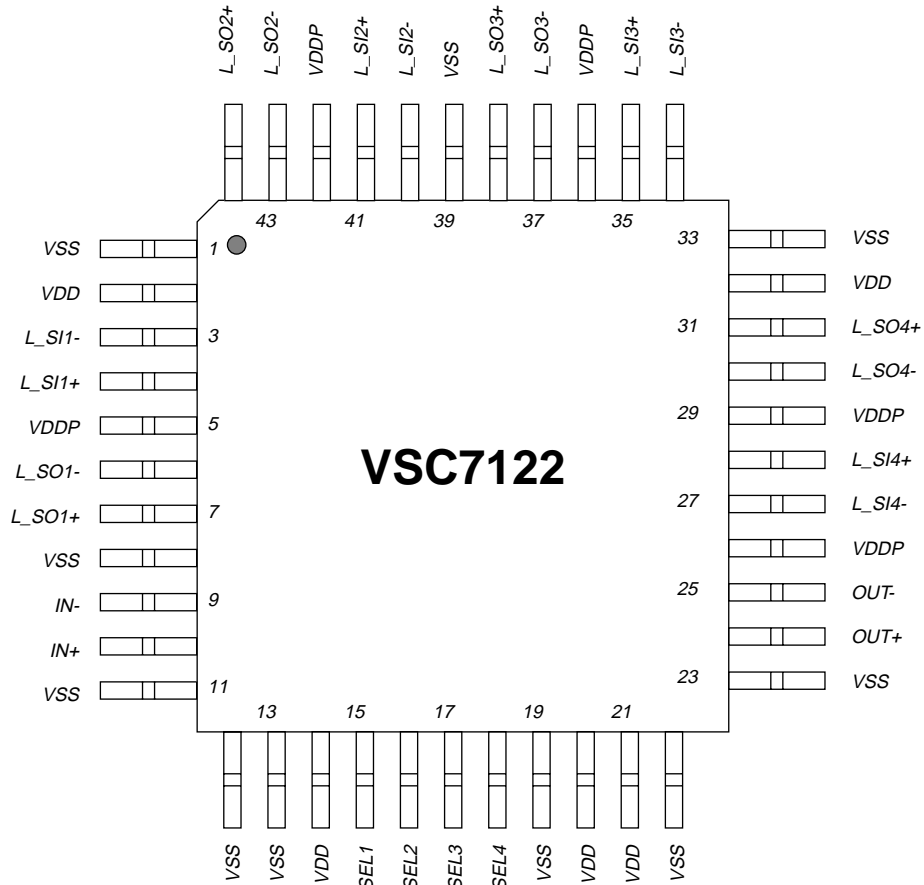 L_SO2+
L_SO2-
VDDP
L_SI2+
L_SI2-
VSS
L_SO3+
L_SO3-
VDDP
L_SI3+
L_SI3-
43
41
39
37
35
VSS
1
33
VSS
VDD
VDD
L_SI1-
3
31
L_SO4+
L_SI1+
L_SO4-
VDDP
5
29
VDDP
L_SO1-
VSC7122
L_SI4+
L_SO1+
7
27
L_SI4-
VSS
VDDP
IN-
9
25
OUT-
IN+
OUT+
VSS
11
23
VSS
13
15
17
19
21
VSS
VSS
VDD
SEL1
SEL2
SEL3
SEL4
VSS
VDD
VDD
VSS